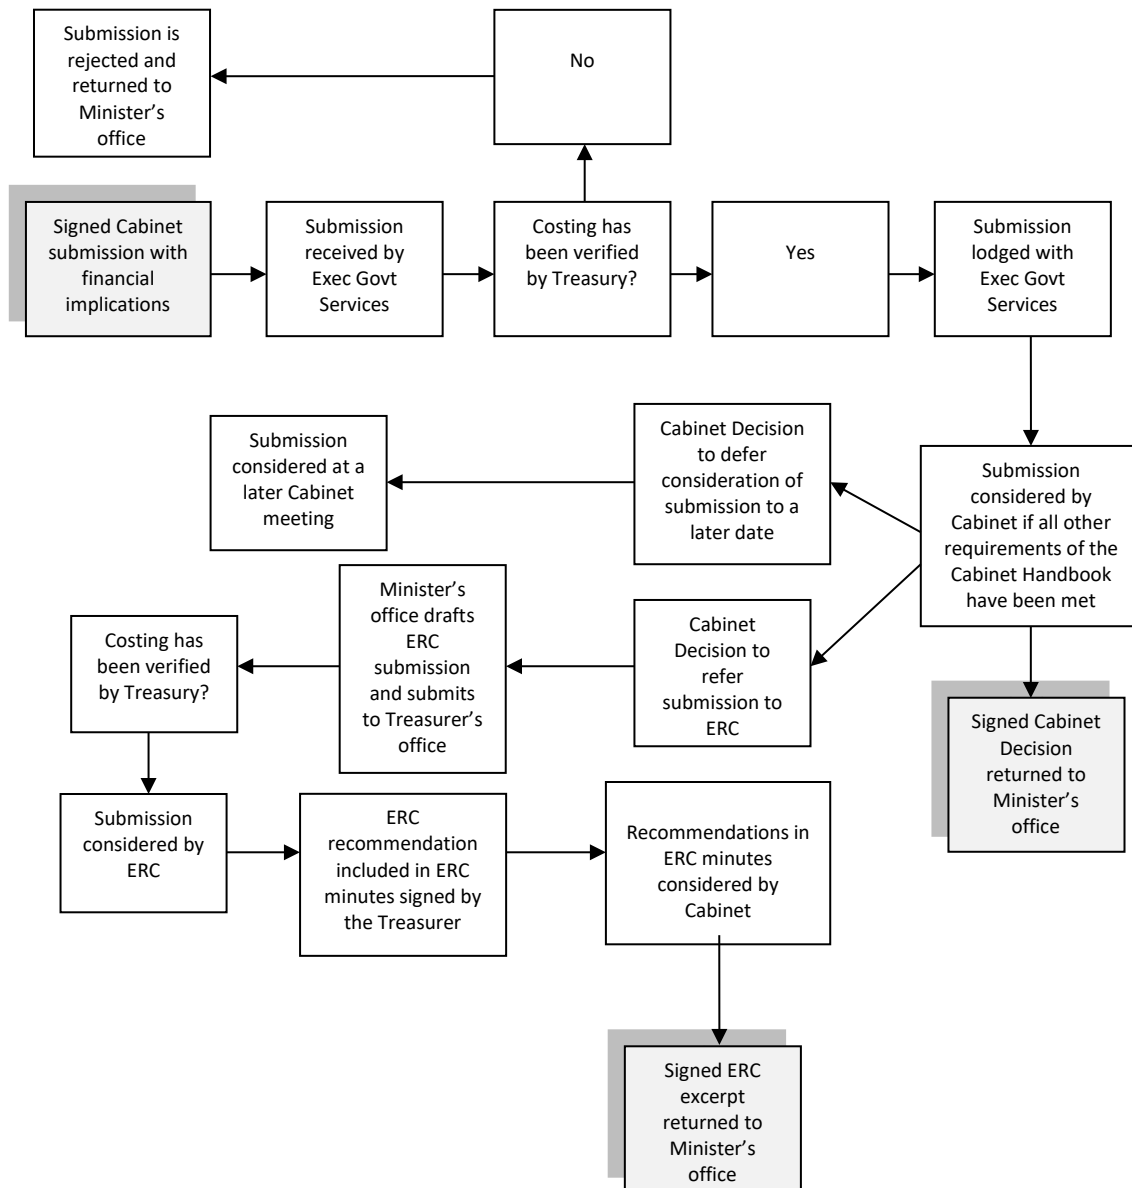 Submission is
rejected and
returned to
Minister’s
office
No
Signed Cabinet
submission with
financial
implications
Submission
received by
Exec Govt
Services
Costing has
been verified
by Treasury?
Yes
Submission
lodged with
Exec Govt
Services
Submission
considered at a
later Cabinet
meeting
Cabinet Decision
to defer
consideration of
submission to a
later date
Submission
considered by
Cabinet if all other
requirements of the
Cabinet Handbook
have been met
Costing has
been verified
by Treasury?
Minister’s
office drafts
ERC
submission
and submits
to Treasurer’s
office
Cabinet
Decision to
refer
submission to
ERC
Signed Cabinet
Decision
returned to
Minister’s
office
Submission
considered by
ERC
ERC
recommendation
included in ERC
minutes signed by
the Treasurer
Recommendations in
ERC minutes
considered by
Cabinet
Signed ERC
excerpt
returned to
Minister’s
office